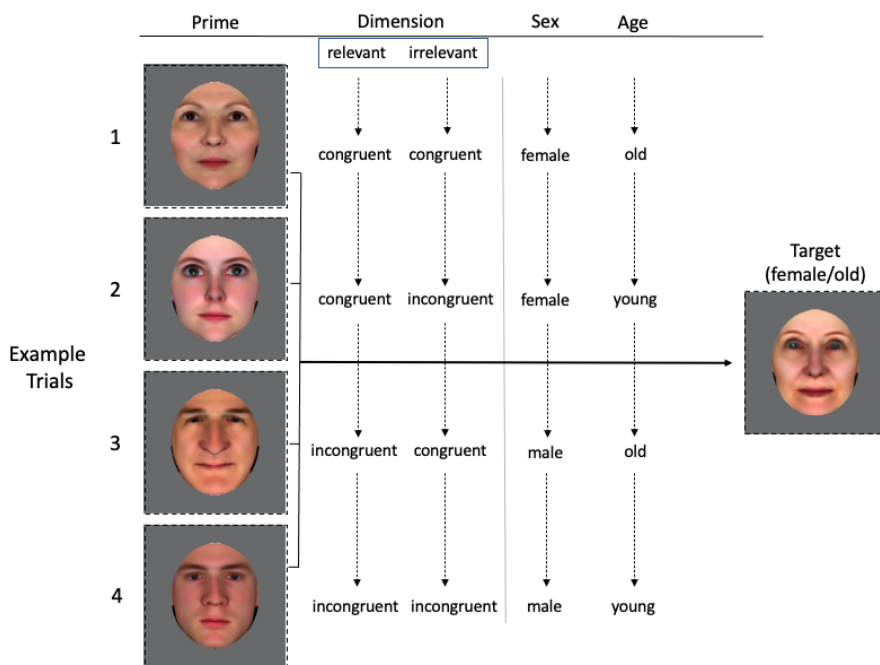 Prime Dimension Sex Age
relevant irrelevant
1 congruent congruent female old
Target
(female/old)
2 congruent incongruent female young
Example
Trials
3 incongruent congruent male old
4 incongruent incongruent male young